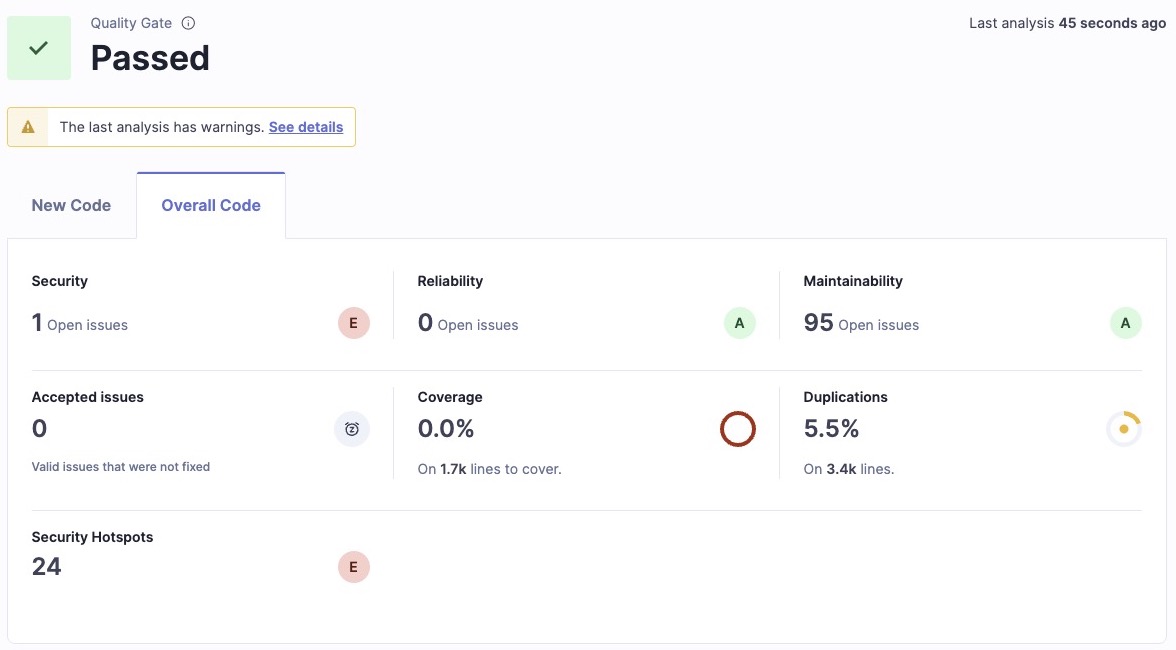 Quality Gate
Last analysis 45 seconds ago
Passed
The last analysis has warnings. See details
New Code
Overall Code
Security
Reliability
Maintainability
1 Open issues
E
0 Open issues
A
95 Open issues
A
Accepted issues
Coverage
Duplications
0
0.0%
5.5%
Valid issues that were not fixed
On 1.7k lines to cover.
On 3.4k lines.
Security Hotspots
24
E